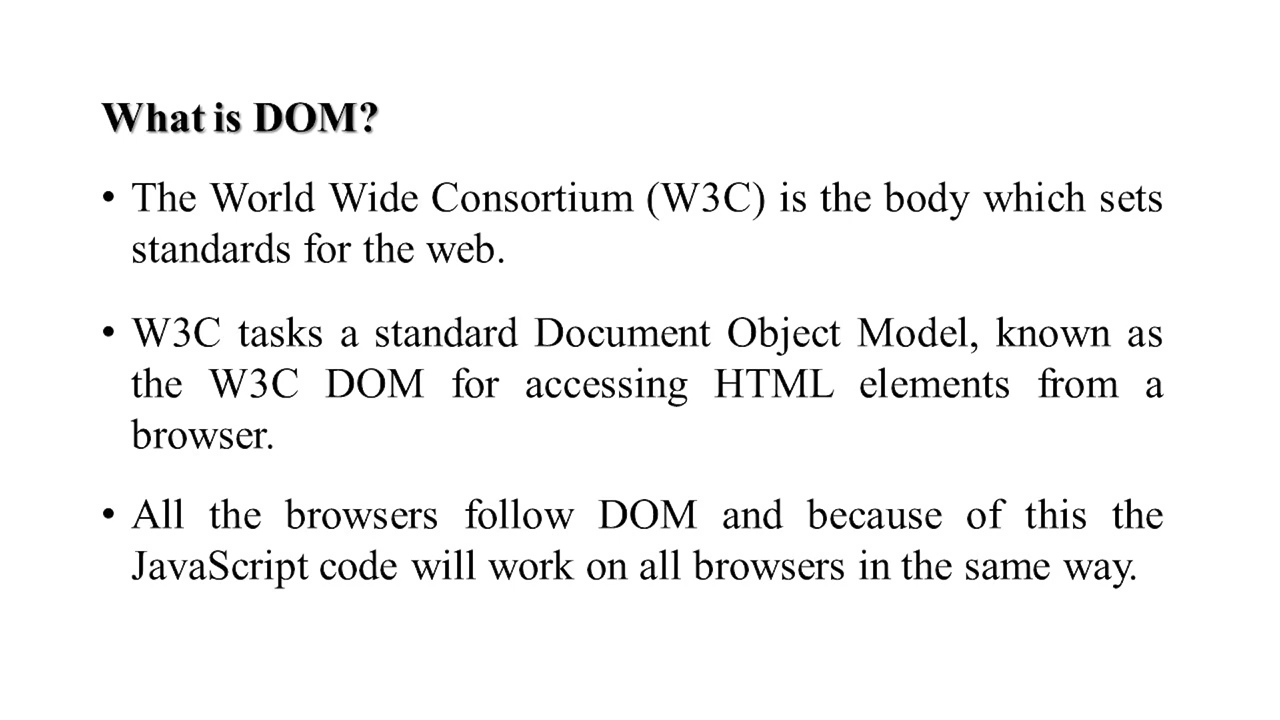 What is DOM?
• The World Wide Consortium (W3C) is the body which sets
standards for the web.
• W3C tasks a standard Document Object Model, known as
the W3C DOM for accessing HTML elements from a
browser.
• All the browsers follow DOM and because of this the
JavaScript code will work on all browsers in the same way.